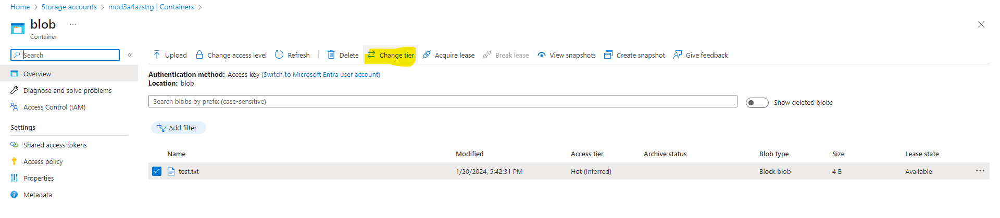 Home > Storage accounts > mod3a4azstrg | Containers >
blob ...
Container
Search «
Upload Change access level Refresh Delete Change tier Acquire lease Break lease View snapshots Create snapshot Give feedback
Overview
Diagnose and solve problems
Access Control (IAM)
Settings
Shared access tokens
Access policy
Properties
Metadata
Authentication method: Access key (Switch to Microsoft Entra user account)
Location: blob
Search blobs by prefix (case-sensitive)
Show deleted blobs
Add filter
Name Modified Access tier Archive status Blob type Size Lease state
test.txt 1/20/2024, 5:42:31 PM Hot (Inferred) Block blob 4 B Available ...